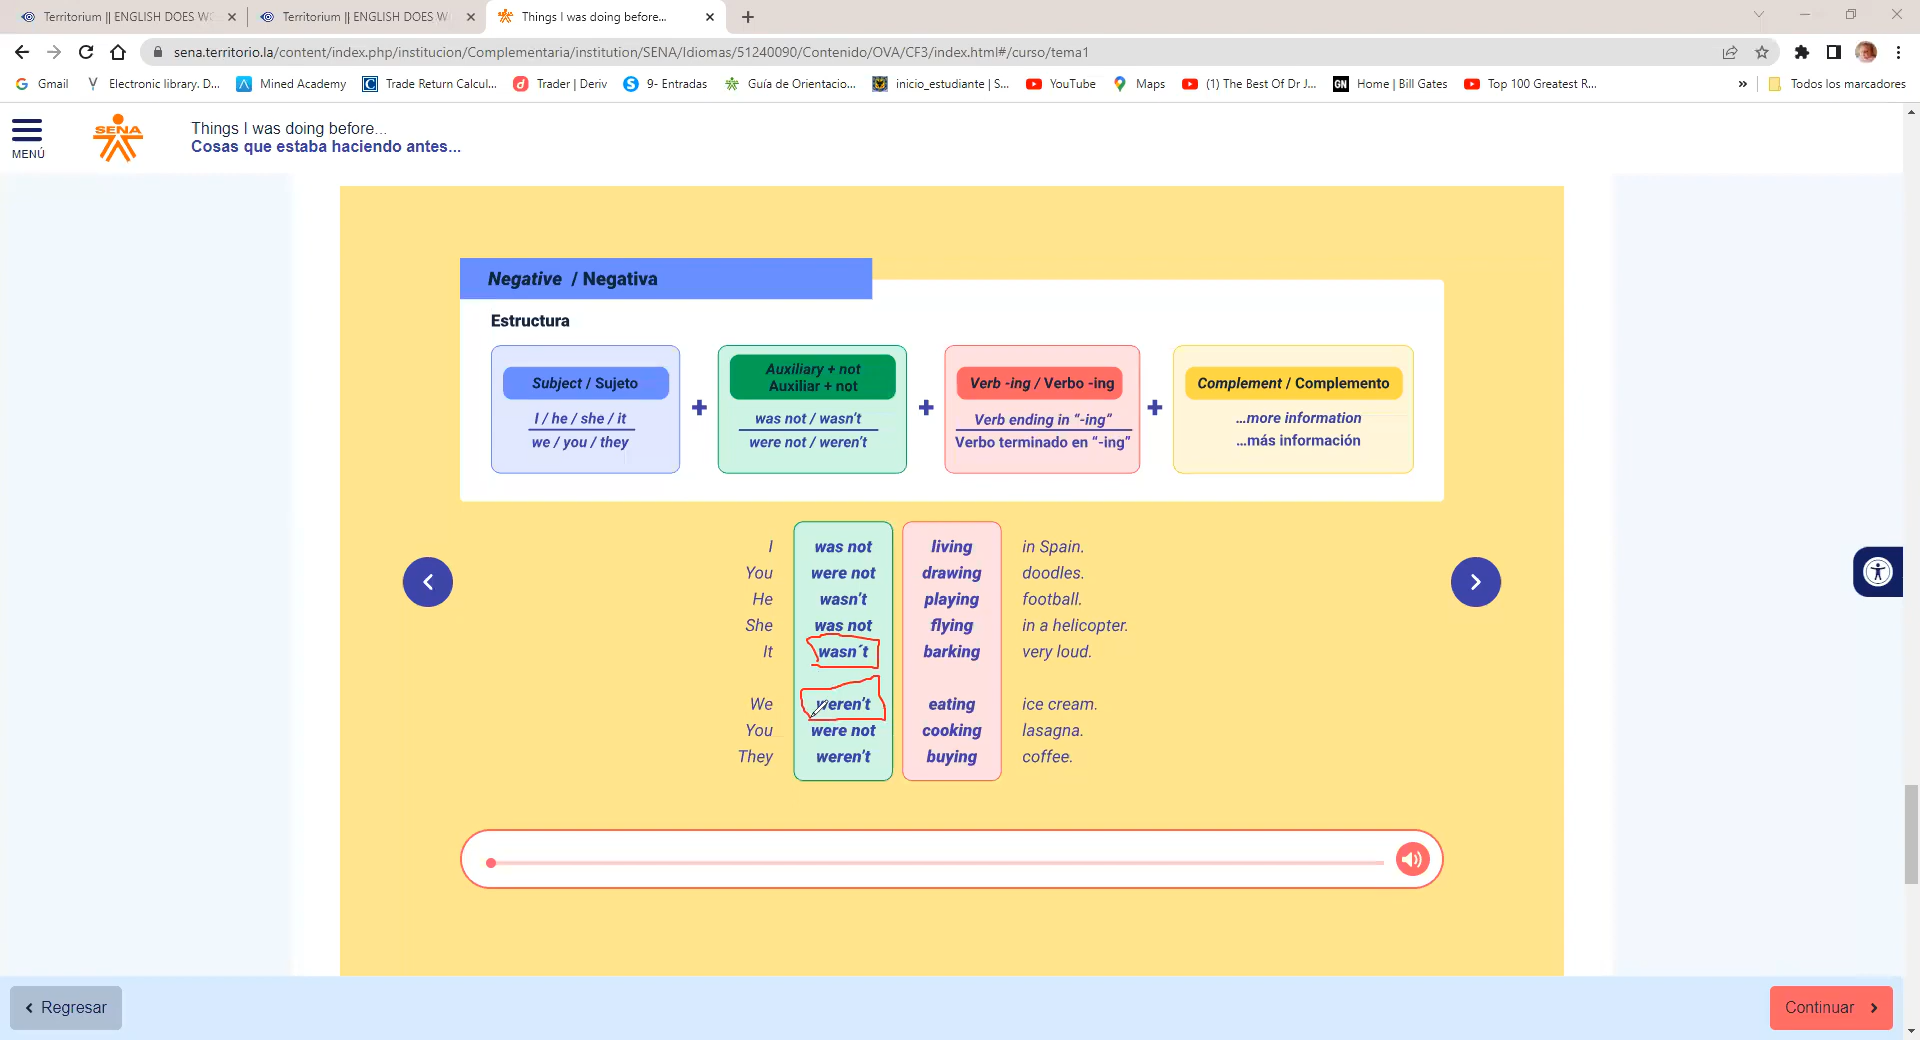 Territorium || ENGLISH DOES W
Territorium || ENGLISH DOES W
Things I was doing before...
sena.territorio.la/content/index.php/institucion/Complementaria/institution/SENA/Idiomas/51240090/Contenido/OVA/CF3/index.html#/curso/tema1
Gmail
Electronic library. D...
Mined Academy
Trade Return Calcul...
Trader | Deriv
9- Entradas
Guía de Orientacio...
inicio_estudiante | S...
YouTube
Maps
(1) The Best Of Dr J...
GN Home | Bill Gates
Top 100 Greatest R...
»
Todos los marcadores
MENÚ
SENA
Things I was doing before...
Cosas que estaba haciendo antes...
Negative / Negativa
Estructura
Subject / Sujeto
I / he / she / it
we / you / they
+
Auxiliary + not
Auxiliar + not
was not / wasn't
were not / weren't
+
Verb -ing / Verbo -ing
Verb ending in "-ing"
Verbo terminado en "-ing"
+
Complement / Complemento
...more information
...más información
I was not living in Spain.
You were not drawing doodles.
He wasn't playing football.
She was not flying in a helicopter.
It wasn´t barking very loud.
We weren't eating ice cream.
You were not cooking lasagna.
They weren't buying coffee.
Regresar
Continuar